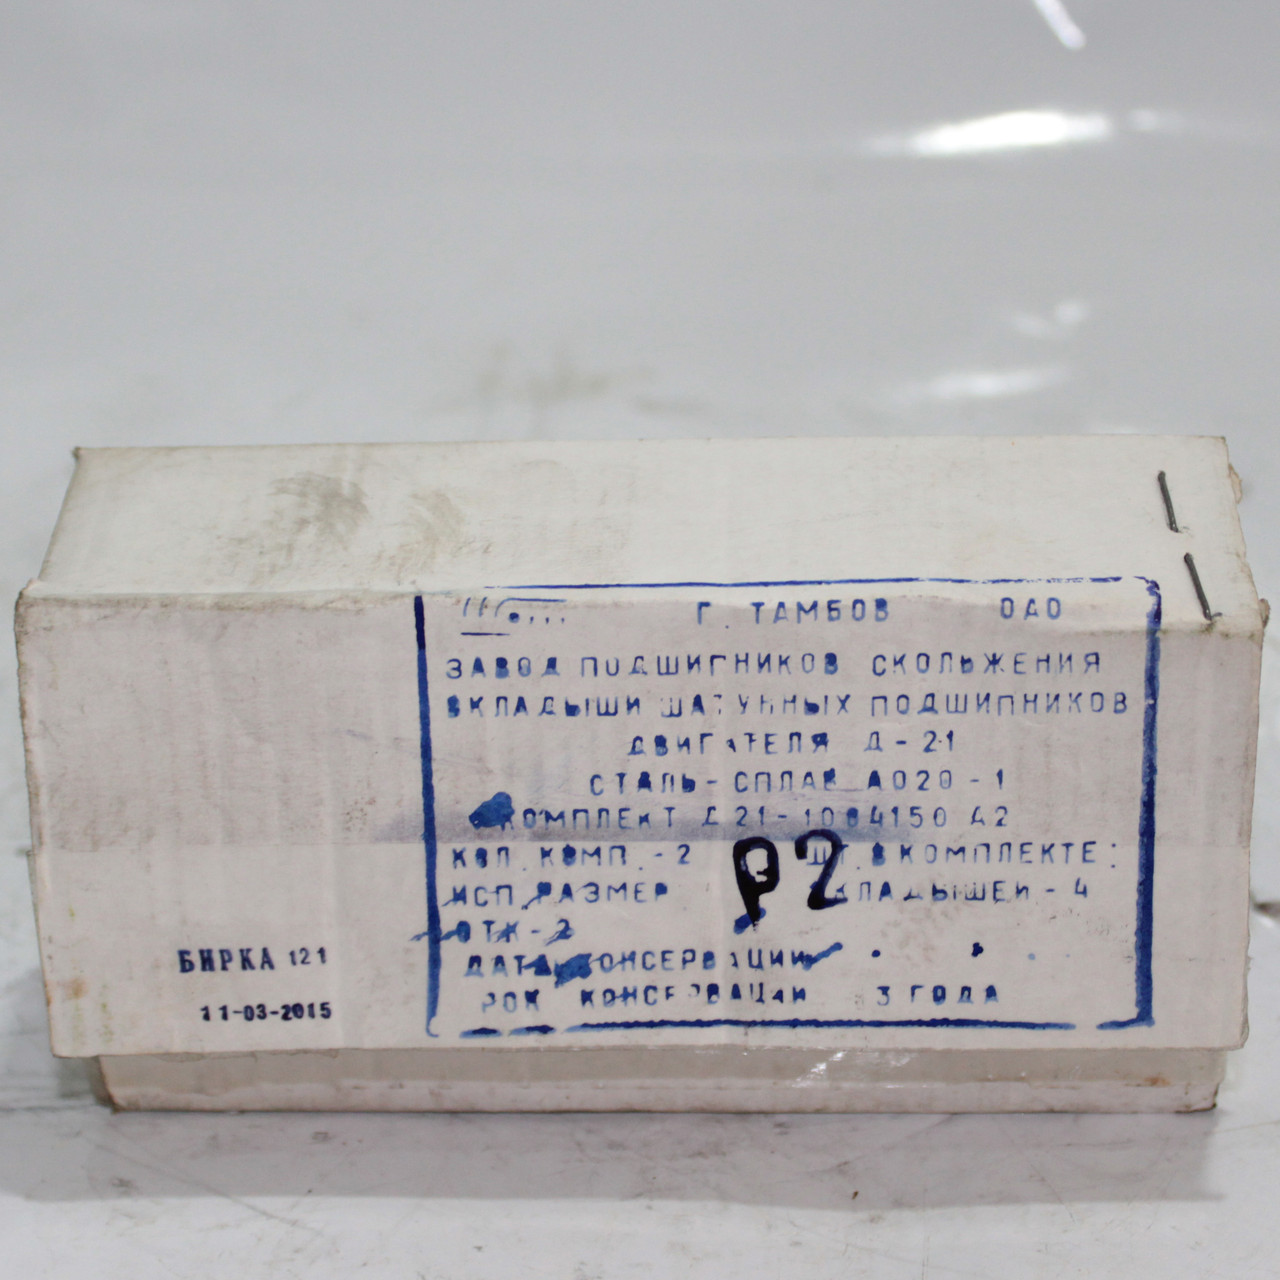 Г. ТАМБОВ ОАО
ЗАВОД ПОДШИПНИКОВ СКОЛЬЖЕНИЯ
ВКЛАДЫШИ ШАТУННЫХ ПОДШИПНИКОВ
ДВИГАТЕЛЯ Д-21
СТАЛЬ-СПЛАВ АО20-1
КОМПЛЕКТ Д21-1004150 А2
КОЛ. КОМП. - 2 ШТ. В КОМПЛЕКТЕ:
ИСП. РАЗМЕР Р2 ВКЛАДЫШЕЙ - 4
ОТК - 2
ДАТА КОНСЕРВАЦИИ
СРОК КОНСЕРВАЦИИ 3 ГОДА
БИРКА 121
11-03-2015